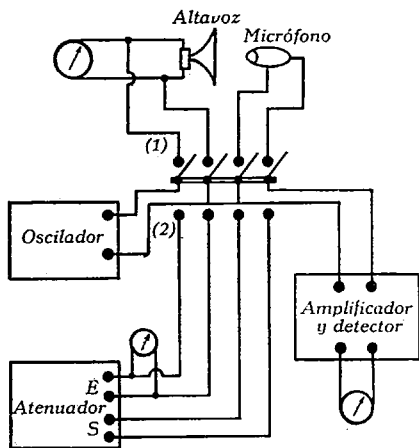 Altavoz
Micrófono
(1)
(2)
Oscilador
Amplificador
y detector
E
Atenuador
S